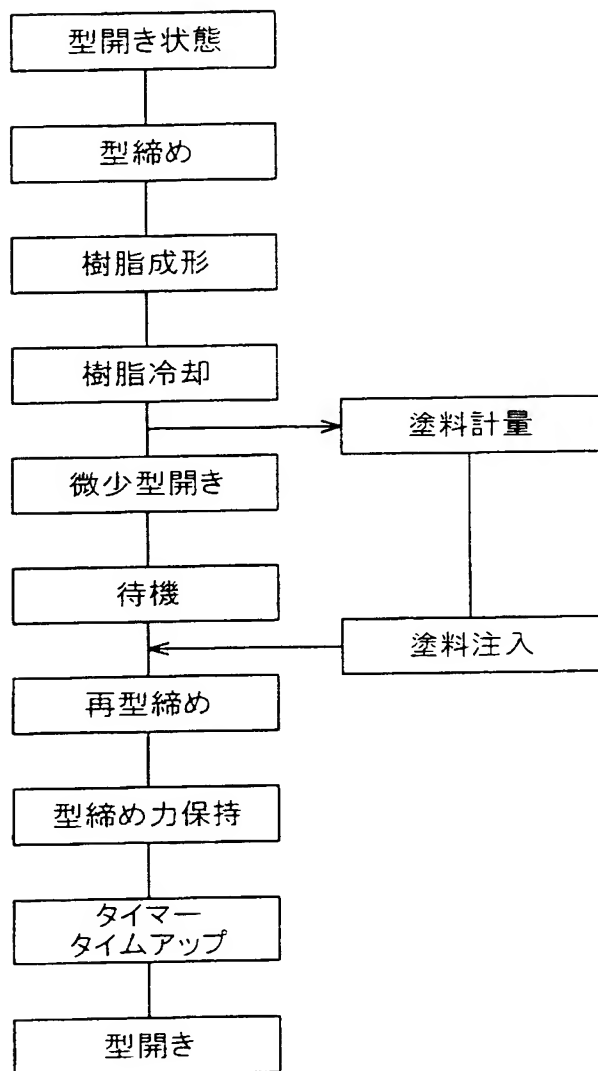 型開き状態
型締め
樹脂成形
樹脂冷却
塗料計量
微少型開き
待機
塗料注入
再型締め
型締め力保持
タイマー
タイムアップ
型開き